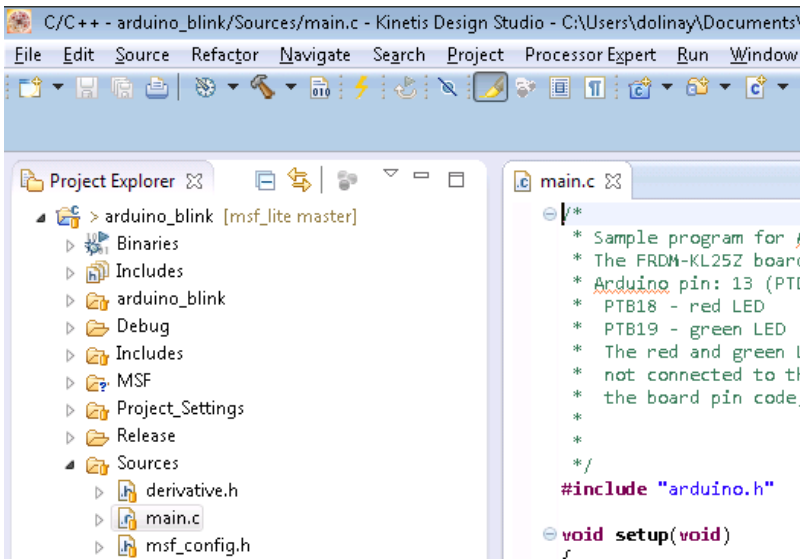 C/C++ - arduino_blink/Sources/main.c - Kinetis Design Studio - C:\Users\dolinay\Documents\
File Edit Source Refactor Navigate Search Project Processor Expert Run Window
010
Project Explorer
main.c
> arduino_blink [msf_lite master]
Binaries
Includes
arduino_blink
Debug
Includes
MSF
Project_Settings
Release
Sources
derivative.h
main.c
msf_config.h
/*
* Sample program for
* The FRDM-KL25Z board
* Arduino pin: 13 (PTD
* PTB18 - red LED
* PTB19 - green LED
* The red and green
* not connected to th
* the board pin code,
*
*
*/
#include "arduino.h"
void setup(void)
{